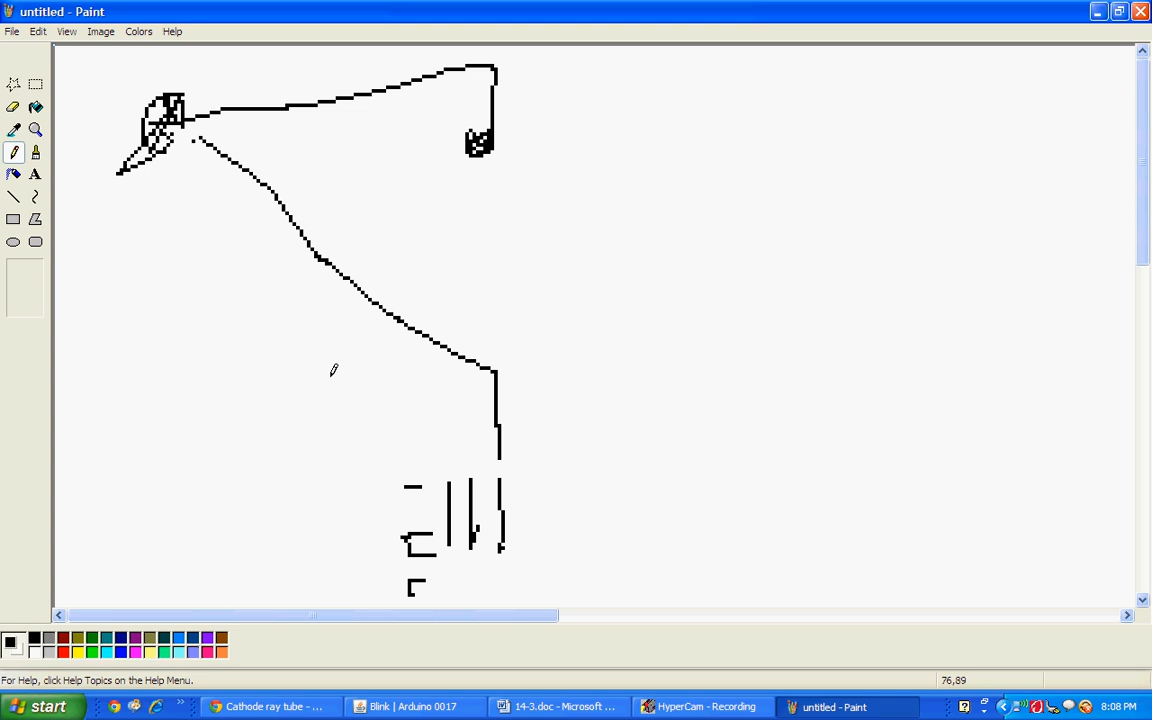 untitled - Paint
File Edit View Image Colors Help
For Help, click Help Topics on the Help Menu.
76,89
start
Cathode ray tube - ...
Blink | Arduino 0017
14-3.doc - Microsoft ...
HyperCam - Recording
untitled - Paint
8:08 PM